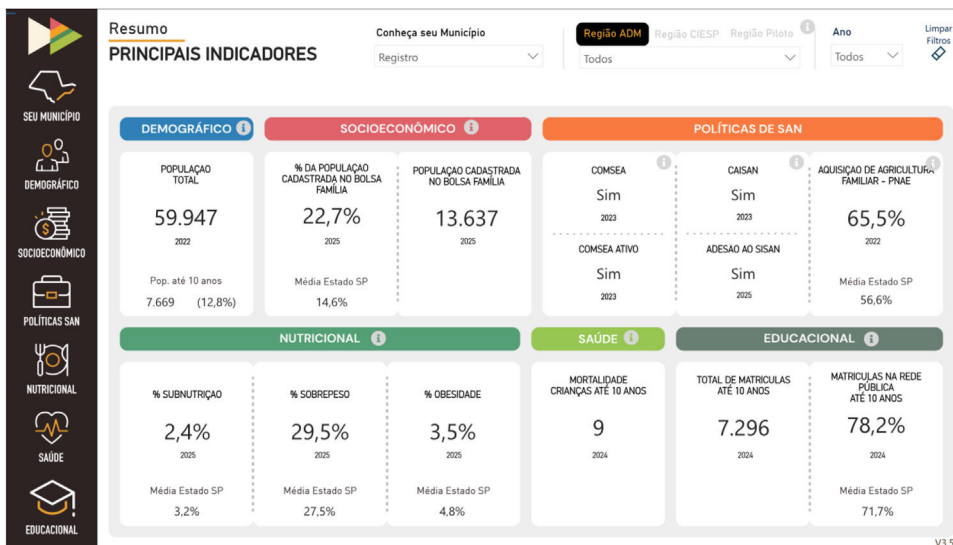 Resumo
PRINCIPAIS INDICADORES
Conheça seu Município
Registro
Região ADM Região CIESP Região Piloto
Todos
Ano
Todos
Limpar
Filtros
SEU MUNICÍPIO
DEMOGRÁFICO
SOCIOECONÔMICO
POLÍTICAS SAN
NUTRICIONAL
SAÚDE
EDUCACIONAL
DEMOGRÁFICO
SOCIOECONÔMICO
POLÍTICAS DE SAN
POPULAÇAO
TOTAL
59.947
2022
Pop. até 10 anos
7.669 (12,8%)
% DA POPULAÇAO
CADASTRADA NO BOLSA
FAMÍLIA
22,7%
2025
Média Estado SP
14,6%
POPULAÇAO CADASTRADA
NO BOLSA FAMÍLIA
13.637
2025
COMSEA
Sim
2023
COMSEA ATIVO
Sim
2023
CAISAN
Sim
2023
ADESAO AO SISAN
Sim
2025
AQUISIÇAO DE AGRICULTURA
FAMILIAR - PNAE
65,5%
2022
Média Estado SP
56,6%
NUTRICIONAL
SAÚDE
EDUCACIONAL
% SUBNUTRIÇAO
2,4%
2025
Média Estado SP
3,2%
% SOBREPESO
29,5%
2025
Média Estado SP
27,5%
% OBESIDADE
3,5%
2025
Média Estado SP
4,8%
MORTALIDADE
CRIANÇAS ATÉ 10 ANOS
9
2024
TOTAL DE MATRICULAS
ATÉ 10 ANOS
7.296
2024
MATRICULAS NA REDE
PÚBLICA
ATÉ 10 ANOS
78,2%
2024
Média Estado SP
71,7%
V3.5